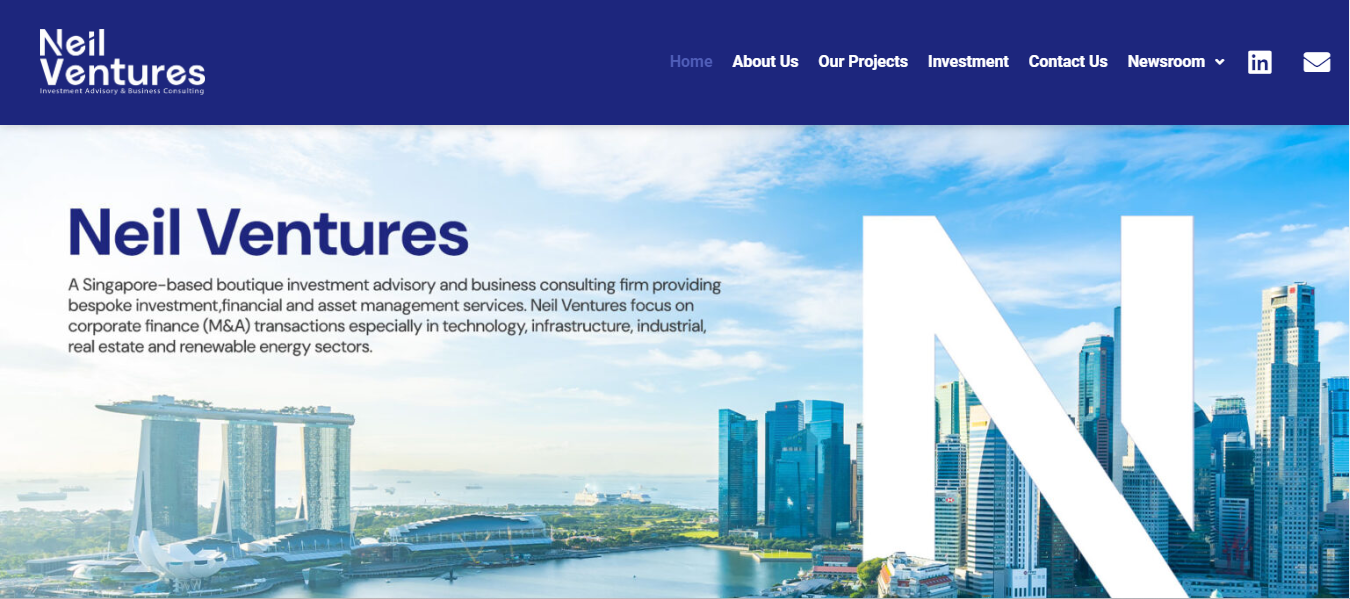 Neil
Ventures
Investment Advisory & Business Consulting
Home About Us Our Projects Investment Contact Us Newsroom
in
Neil Ventures
A Singapore-based boutique investment advisory and business consulting firm providing
bespoke investment,financial and asset management services. Neil Ventures focus on
corporate finance (M&A) transactions especially in technology, infrastructure, industrial,
real estate and renewable energy sectors.
N